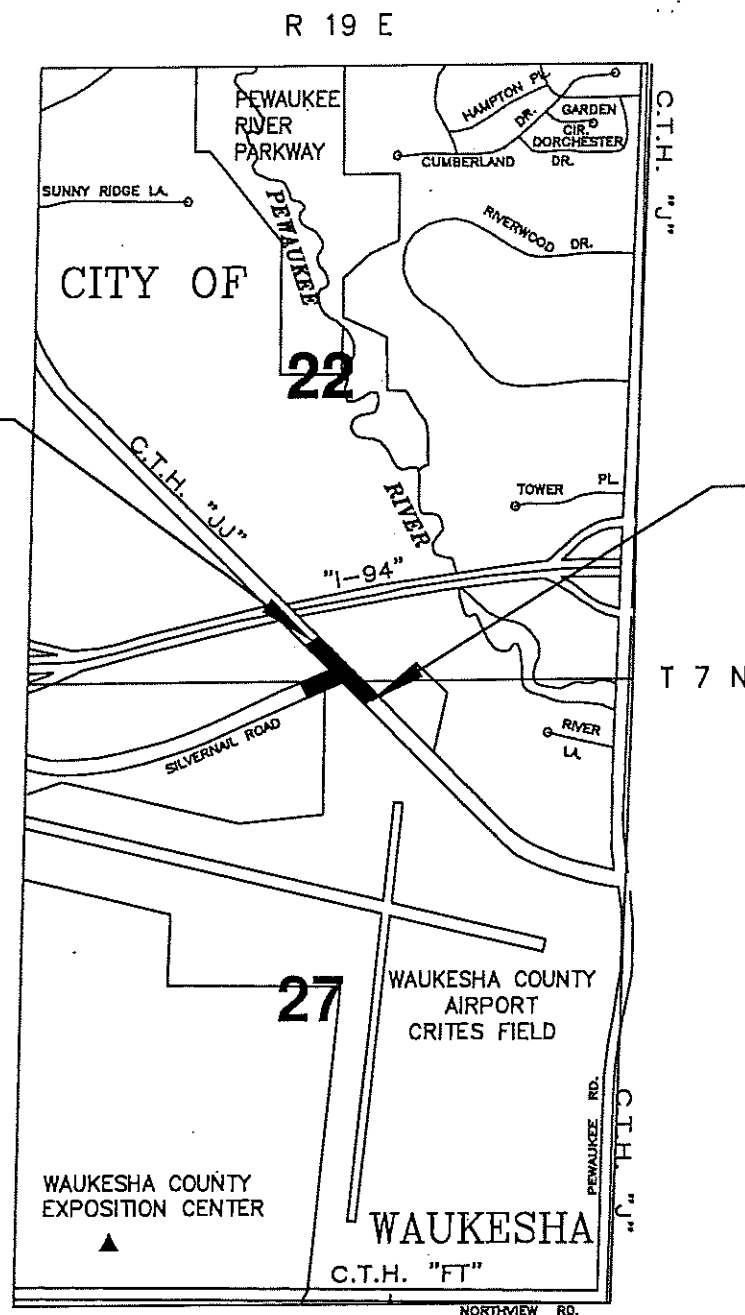 R 19 E
PEWAUKEE
RIVER
PARKWAY
HAMPTON PL.
GARDEN
CIR.
DR.
DORCHESTER
DR.
CUMBERLAND
C.T.H. "J"
SUNNY RIDGE LA.
PEWAUKEE
RIVERWOOD DR.
CITY OF
22
C.T.H. "JJ"
RIVER
TOWER PL.
"I-94"
T 7 N
SILVERNAIL ROAD
RIVER
LA.
27
WAUKESHA COUNTY
AIRPORT
CRITES FIELD
PEWAUKEE RD.
C.T.H. "J"
WAUKESHA COUNTY
EXPOSITION CENTER
WAUKESHA
C.T.H. "FT"
NORTHVIEW RD.